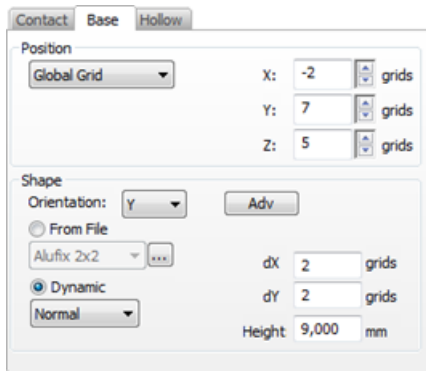 Contact Base Hollow
Position
Global Grid X: -2 grids
Y: 7 grids
Z: 5 grids
Shape
Orientation: Y Adv
From File
Alufix 2x2 ... dX 2 grids
Dynamic dY 2 grids
Normal Height 9,000 mm